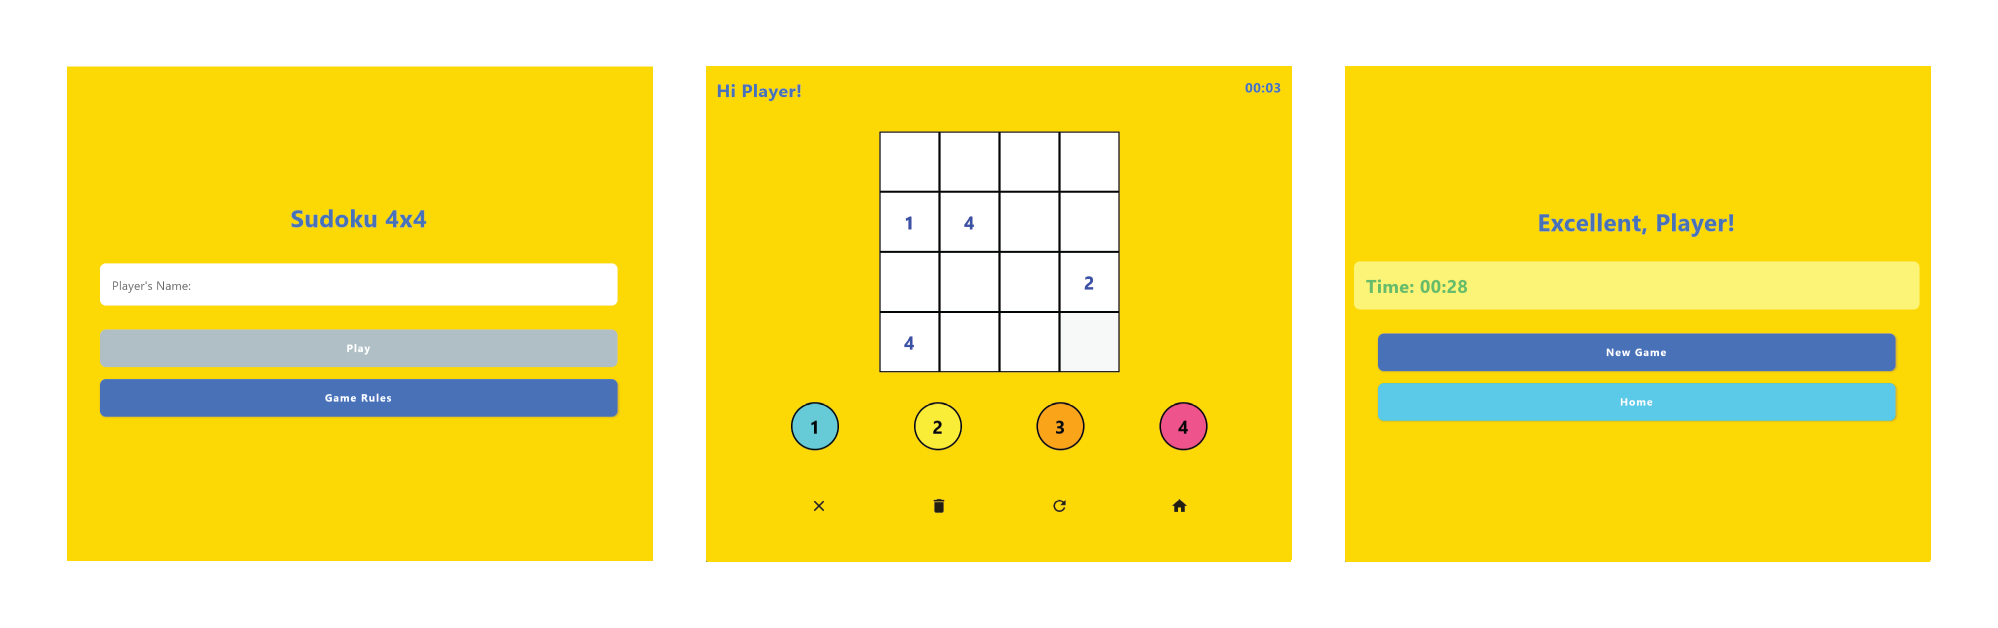 Sudoku 4x4
Player's Name:
Play
Game Rules
Hi Player!
00:03
1 4
2
4
1 2 3 4
Excellent, Player!
Time: 00:28
New Game
Home